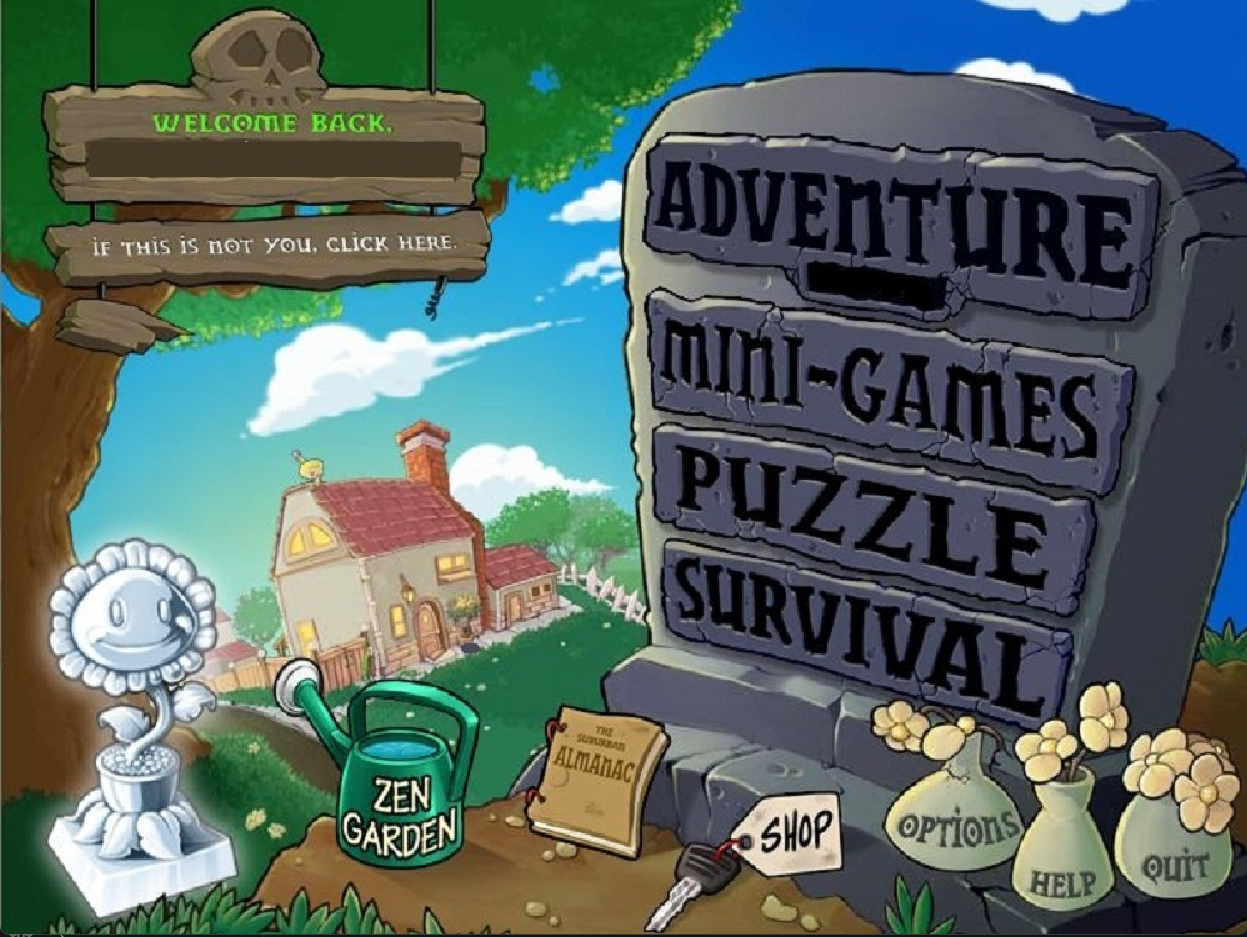 WELCOME BACK,
IF THIS IS NOT YOU, CLICK HERE.
ADVENTURE
MINI-GAMES
PUZZLE
SURVIVAL
ZEN
GARDEN
THE
SUBURBAN
ALMANAC
SHOP
OPTIONS
HELP
QUIT